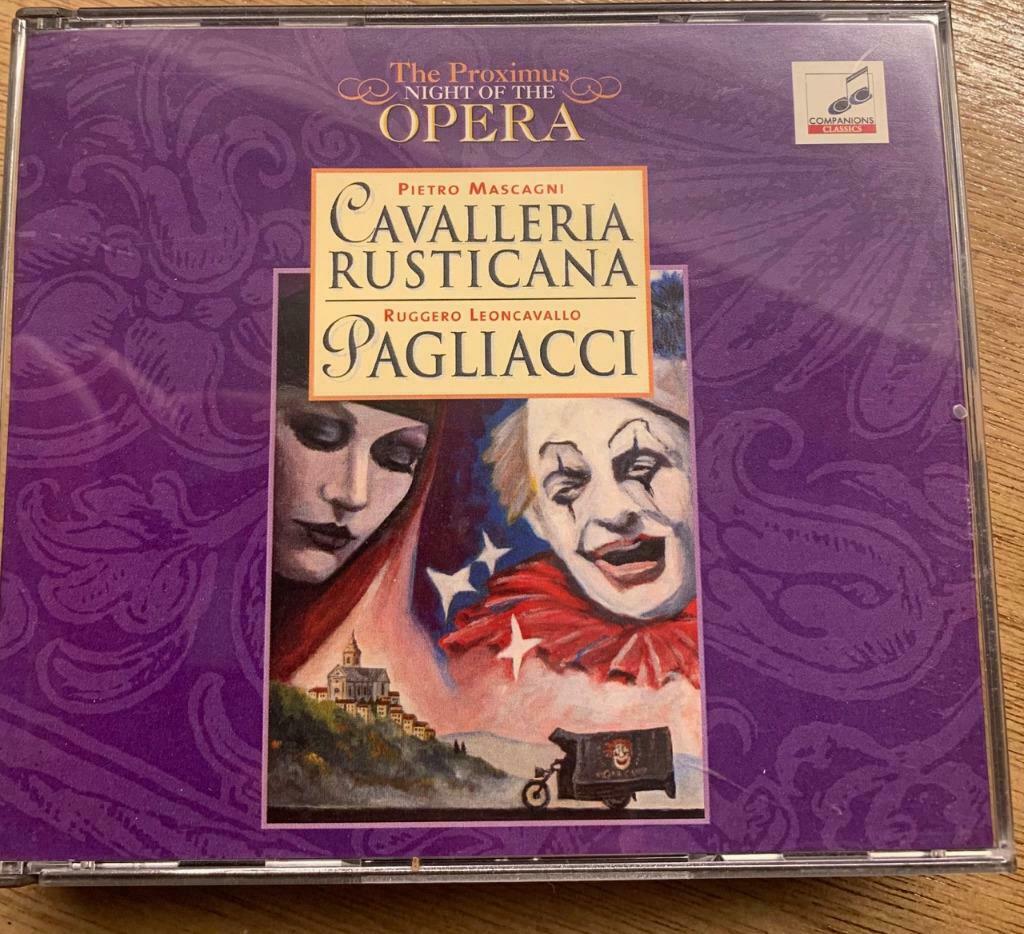 The Proximus
NIGHT OF THE
OPERA
COMPANIONS
CLASSICS
PIETRO MASCAGNI
CAVALLERIA
RUSTICANA
RUGGERO LEONCAVALLO
PAGLIACCI